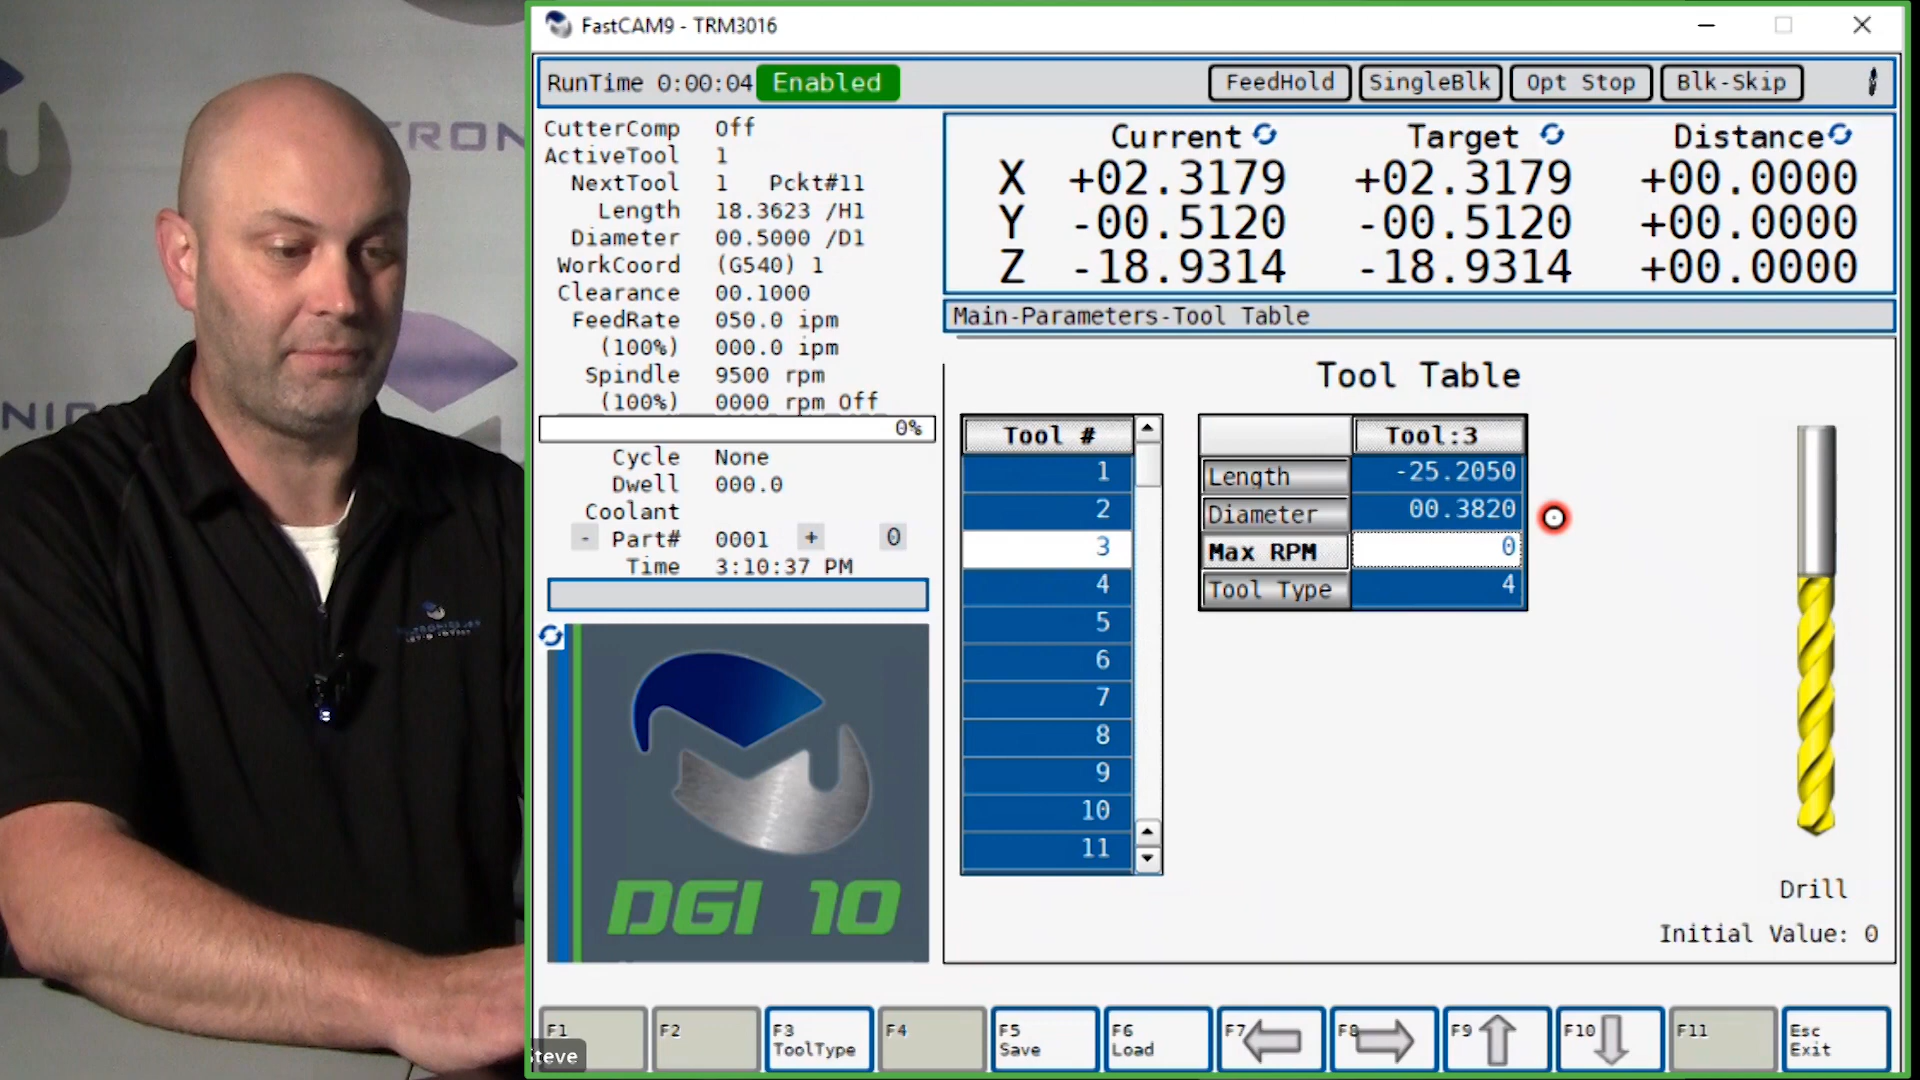 FastCAM9 - TRM3016
RunTime 0:00:04 Enabled FeedHold SingleBlk Opt Stop Blk-Skip
CutterComp Off
ActiveTool 1
NextTool 1 Pckt#11
Length 18.3623 /H1
Diameter 00.5000 /D1
WorkCoord (G540) 1
Clearance 00.1000
FeedRate 050.0 ipm
(100%) 000.0 ipm
Spindle 9500 rpm
(100%) 0000 rpm Off
0%
Cycle None
Dwell 000.0
Coolant
- Part# 0001 + 0
Time 3:10:37 PM
DGI 10
Current Target Distance
X +02.3179 +02.3179 +00.0000
Y -00.5120 -00.5120 +00.0000
Z -18.9314 -18.9314 +00.0000
Main-Parameters-Tool Table
Tool Table
Tool #
1
2
3
4
5
6
7
8
9
10
11
Tool:3
Length -25.2050
Diameter 00.3820
Max RPM 0
Tool Type 4
Drill
Initial Value: 0
F1 F2 F3 ToolType F4 F5 Save F6 Load F7 F8 F9 F10 F11 Esc Exit
Steve